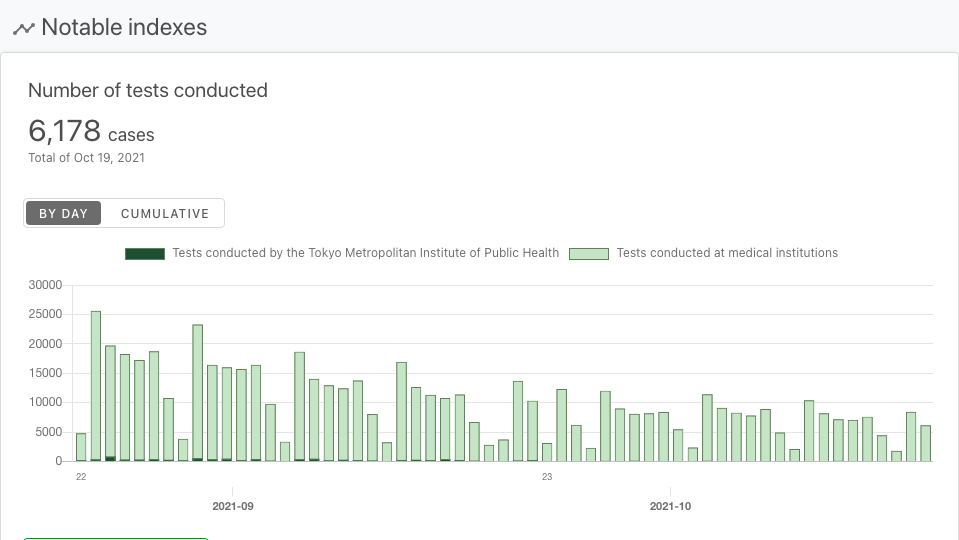 Notable indexes
Number of tests conducted
6,178 cases
Total of Oct 19, 2021
BY DAY CUMULATIVE
Tests conducted by the Tokyo Metropolitan Institute of Public Health Tests conducted at medical institutions
30000
25000
20000
15000
10000
5000
0
22 23
2021-09 2021-10